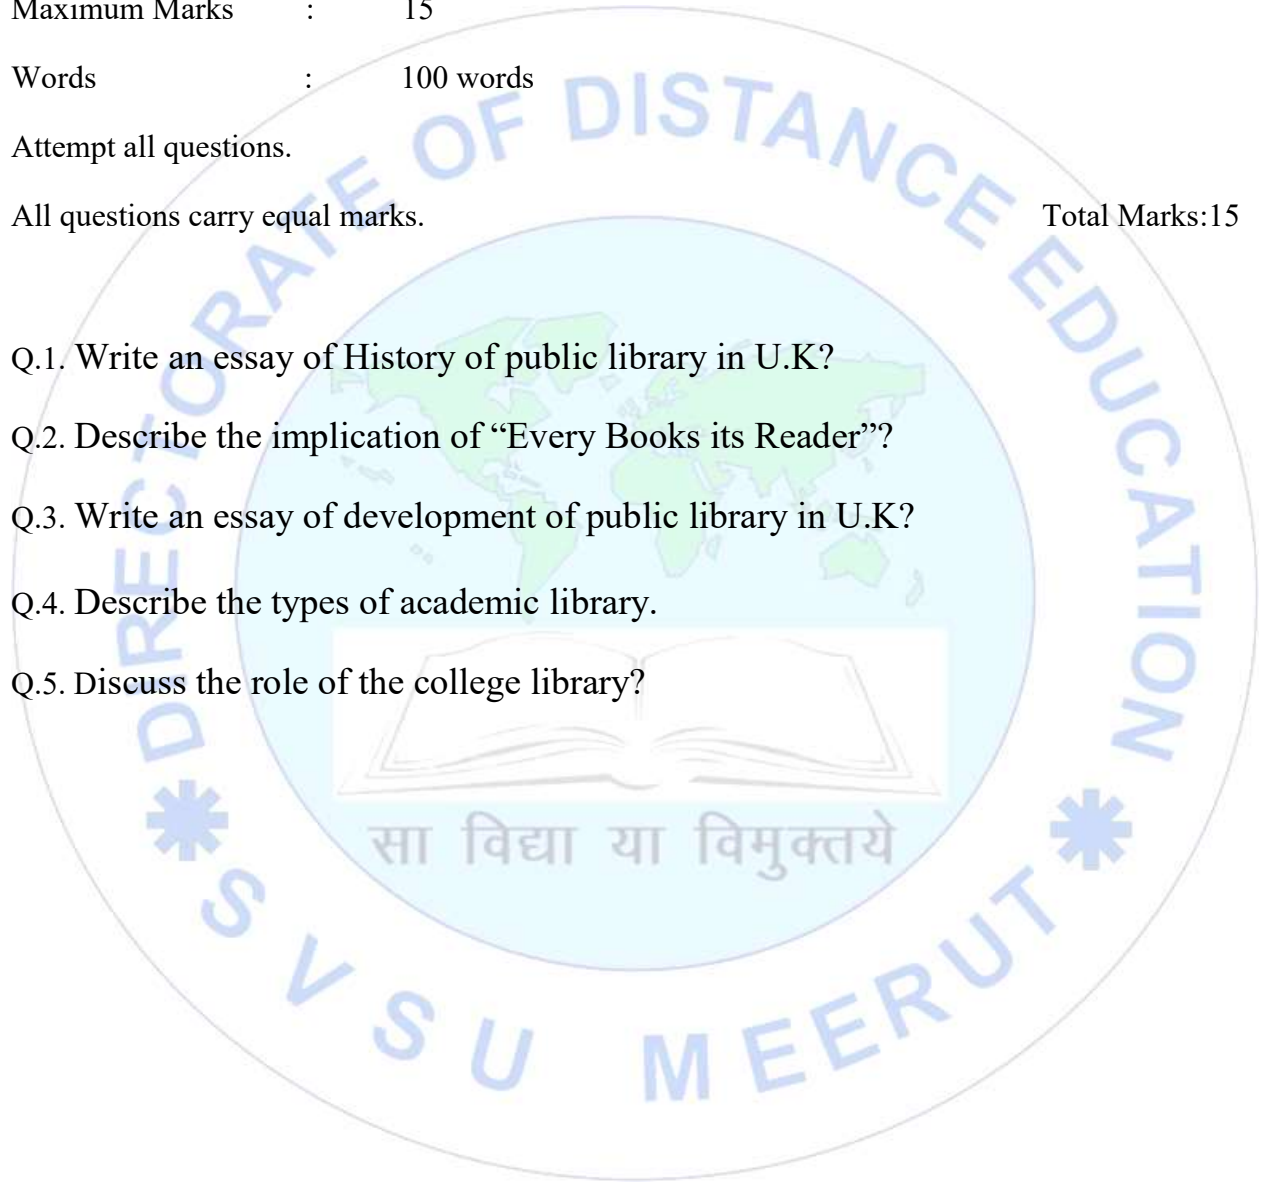 Maximum Marks : 15
Words : 100 words
Attempt all questions.
All questions carry equal marks. Total Marks:15
Q.1. Write an essay of History of public library in U.K?
Q.2. Describe the implication of “Every Books its Reader”?
Q.3. Write an essay of development of public library in U.K?
Q.4. Describe the types of academic library.
Q.5. Discuss the role of the college library?
DIRECTORATE OF DISTANCE EDUCATION
सा विद्या या विमुक्तये
SVSU MEERUT